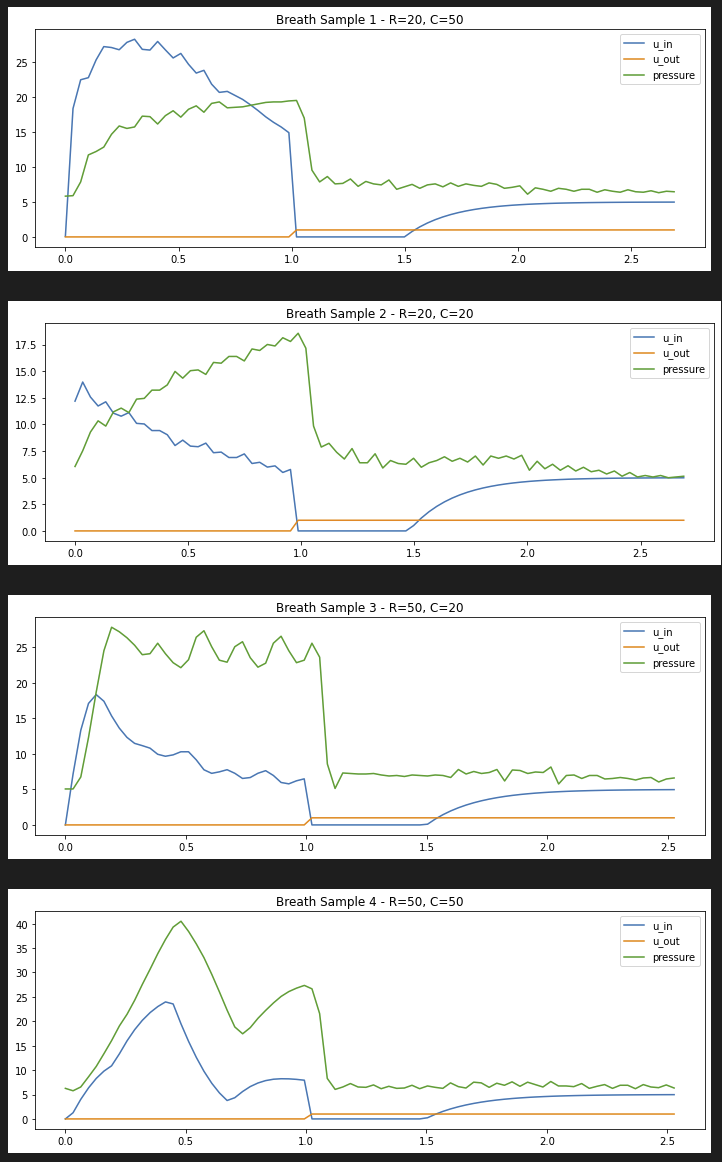 Breath Sample 1 - R=20, C=50
u_in
u_out
pressure
25
20
15
10
5
0
0.0 0.5 1.0 1.5 2.0 2.5
Breath Sample 2 - R=20, C=20
u_in
u_out
pressure
17.5
15.0
12.5
10.0
7.5
5.0
2.5
0.0
0.0 0.5 1.0 1.5 2.0 2.5
Breath Sample 3 - R=50, C=20
u_in
u_out
pressure
25
20
15
10
5
0
0.0 0.5 1.0 1.5 2.0 2.5
Breath Sample 4 - R=50, C=50
u_in
u_out
pressure
40
35
30
25
20
15
10
5
0
0.0 0.5 1.0 1.5 2.0 2.5